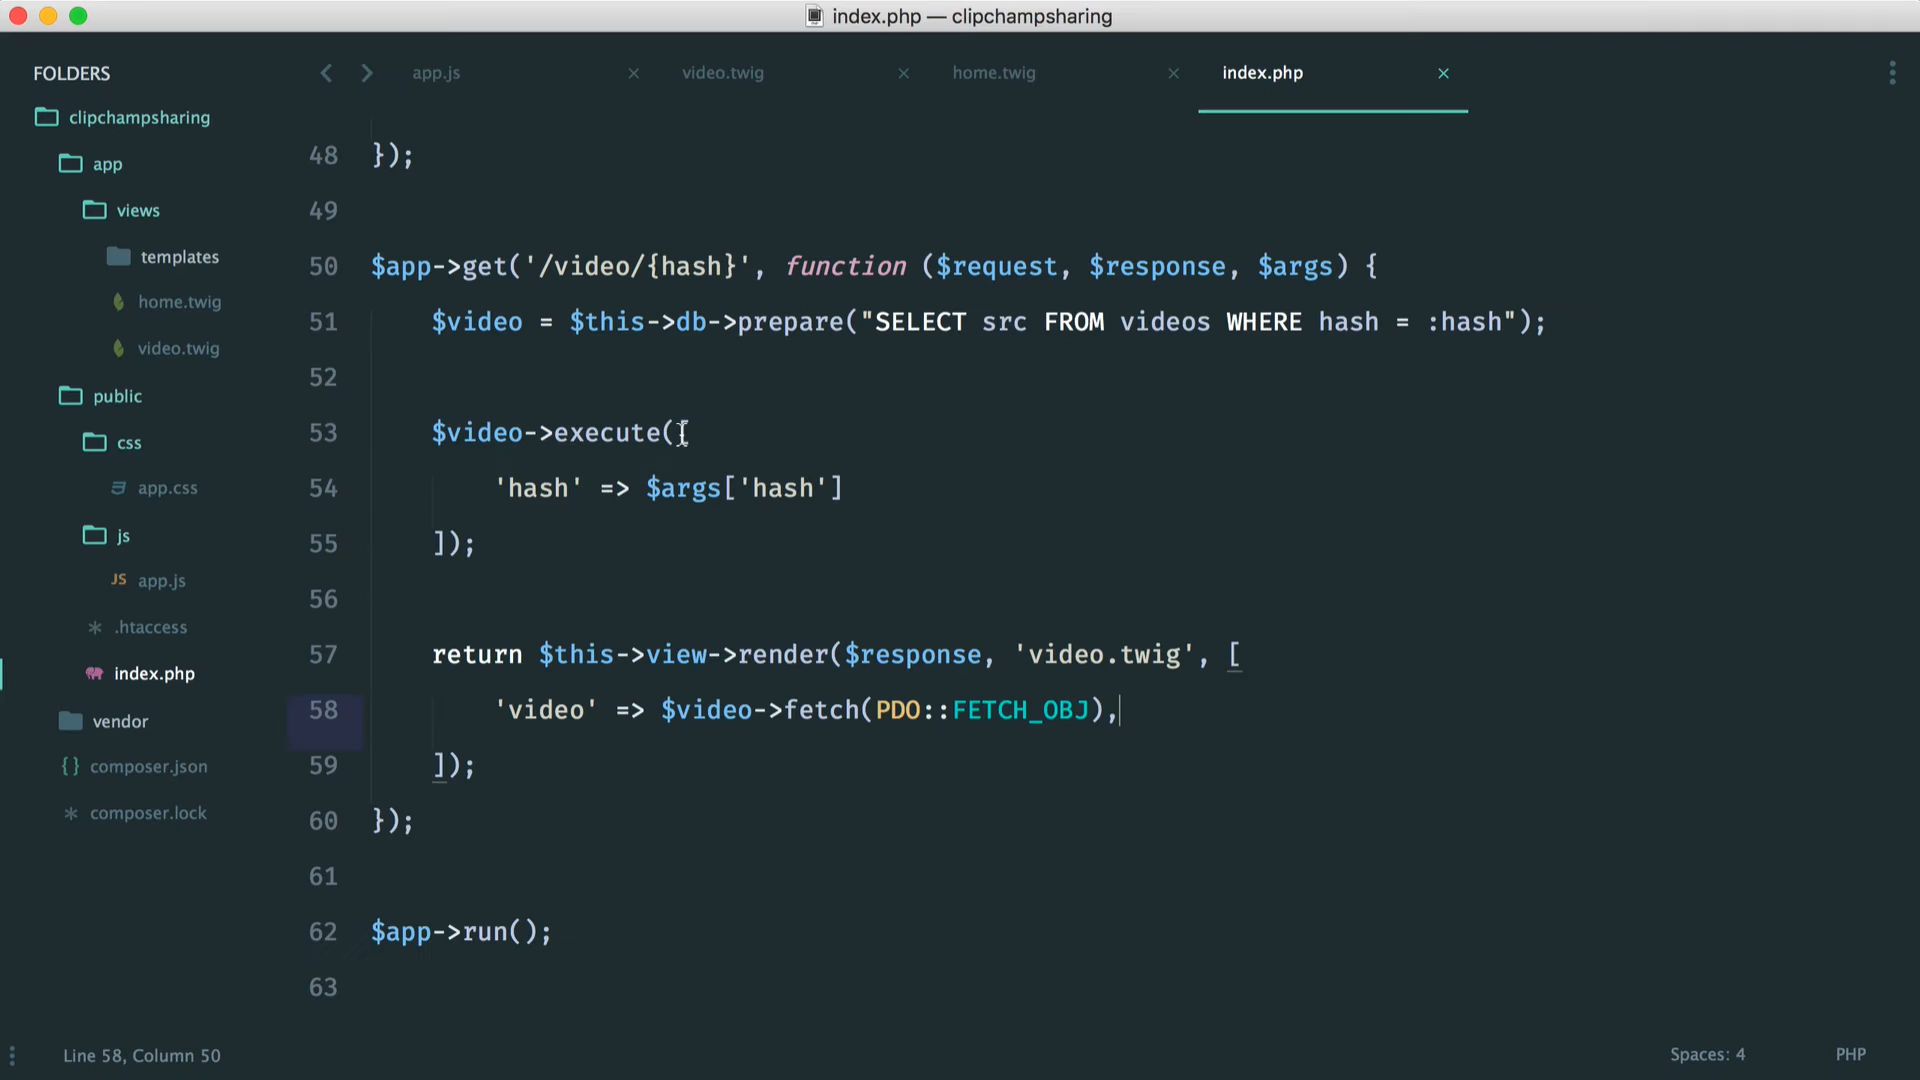 index.php — clipchampsharing
FOLDERS
clipchampsharing
app
views
templates
home.twig
video.twig
public
css
app.css
js
JS app.js
* .htaccess
index.php
vendor
{} composer.json
* composer.lock
app.js ×
video.twig ×
home.twig ×
index.php ×
48 });
49
50 $app->get('/video/{hash}', function ($request, $response, $args) {
51 $video = $this->db->prepare("SELECT src FROM videos WHERE hash = :hash");
52
53 $video->execute([
54 'hash' => $args['hash']
55 ]);
56
57 return $this->view->render($response, 'video.twig', [
58 'video' => $video->fetch(PDO::FETCH_OBJ),
59 ]);
60 });
61
62 $app->run();
63
Line 58, Column 50
Spaces: 4
PHP